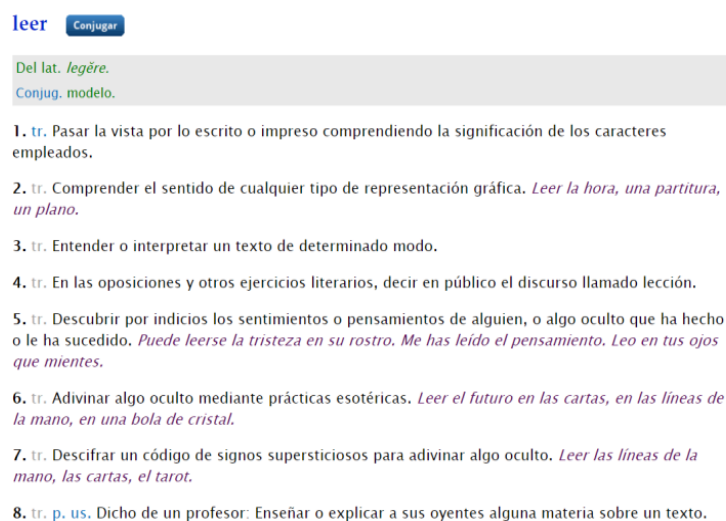 leer Conjugar
Del lat. legĕre.
Conjug. modelo.
1. tr. Pasar la vista por lo escrito o impreso comprendiendo la significación de los caracteres
empleados.
2. tr. Comprender el sentido de cualquier tipo de representación gráfica. Leer la hora, una partitura,
un plano.
3. tr. Entender o interpretar un texto de determinado modo.
4. tr. En las oposiciones y otros ejercicios literarios, decir en público el discurso llamado lección.
5. tr. Descubrir por indicios los sentimientos o pensamientos de alguien, o algo oculto que ha hecho
o le ha sucedido. Puede leerse la tristeza en su rostro. Me has leído el pensamiento. Leo en tus ojos
que mientes.
6. tr. Adivinar algo oculto mediante prácticas esotéricas. Leer el futuro en las cartas, en las líneas de
la mano, en una bola de cristal.
7. tr. Descifrar un código de signos supersticiosos para adivinar algo oculto. Leer las líneas de la
mano, las cartas, el tarot.
8. tr. p. us. Dicho de un profesor: Enseñar o explicar a sus oyentes alguna materia sobre un texto.